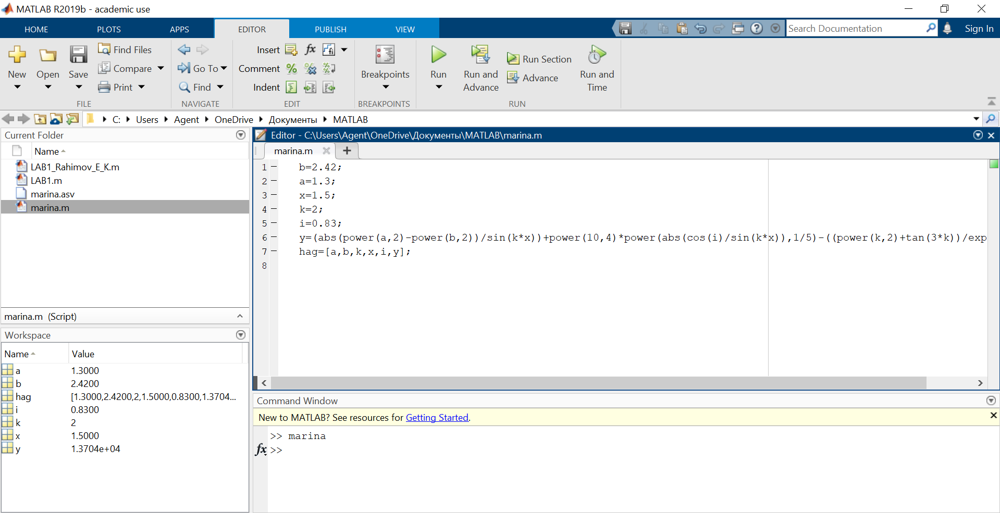 MATLAB R2019b - academic use
HOME PLOTS APPS EDITOR PUBLISH VIEW Search Documentation Sign In
New Open Save Find Files Compare Print
FILE
Go To Find
NAVIGATE
Insert fx
Comment
Indent
EDIT
Breakpoints
BREAKPOINTS
Run Run and Advance Run Section Advance Run and Time
RUN
C: Users Agent OneDrive Документы MATLAB
Current Folder
Name
LAB1_Rahimov_E_K.m
LAB1.m
marina.asv
marina.m
marina.m (Script)
Workspace
Name Value
a 1.3000
b 2.4200
hag [1.3000,2.4200,2,1.5000,0.8300,1.3704...
i 0.8300
k 2
x 1.5000
y 1.3704e+04
Editor - C:\Users\Agent\OneDrive\Документы\MATLAB\marina.m
marina.m
1 b=2.42;
2 a=1.3;
3 x=1.5;
4 k=2;
5 i=0.83;
6 y=(abs(power(a,2)-power(b,2))/sin(k*x))+power(10,4)*power(abs(cos(i)/sin(k*x)),1/5)-((power(k,2)+tan(3*k))/exp
7 hag=[a,b,k,x,i,y];
8
Command Window
New to MATLAB? See resources for Getting Started.
>> marina
fx >>